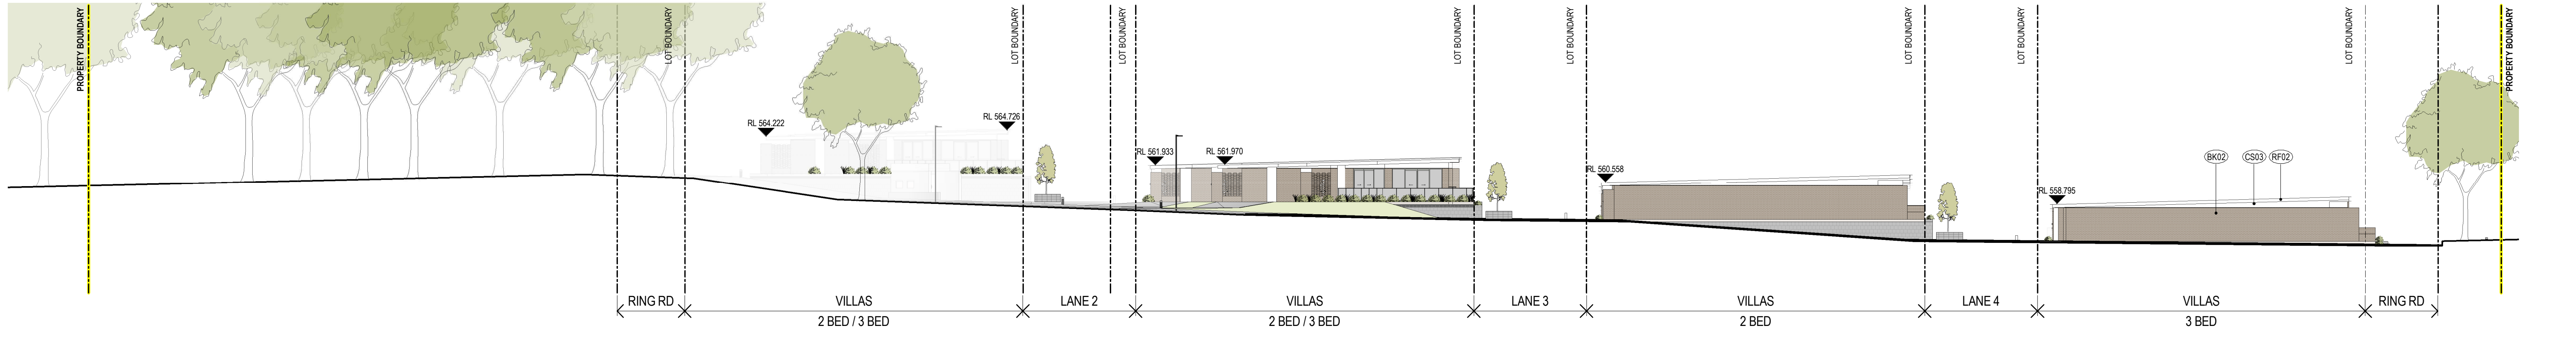 PROPERTY BOUNDARY
LOT BOUNDARY
LOT BOUNDARY
LOT BOUNDARY
LOT BOUNDARY
LOT BOUNDARY
LOT BOUNDARY
LOT BOUNDARY
LOT BOUNDARY
PROPERTY BOUNDARY
RL 564.222
RL 564.726
RL 561.933
RL 561.970
RL 560.558
RL 558.795
BK02
CS03
RF02
RING RD
VILLAS
2 BED / 3 BED
LANE 2
VILLAS
2 BED / 3 BED
LANE 3
VILLAS
2 BED
LANE 4
VILLAS
3 BED
RING RD